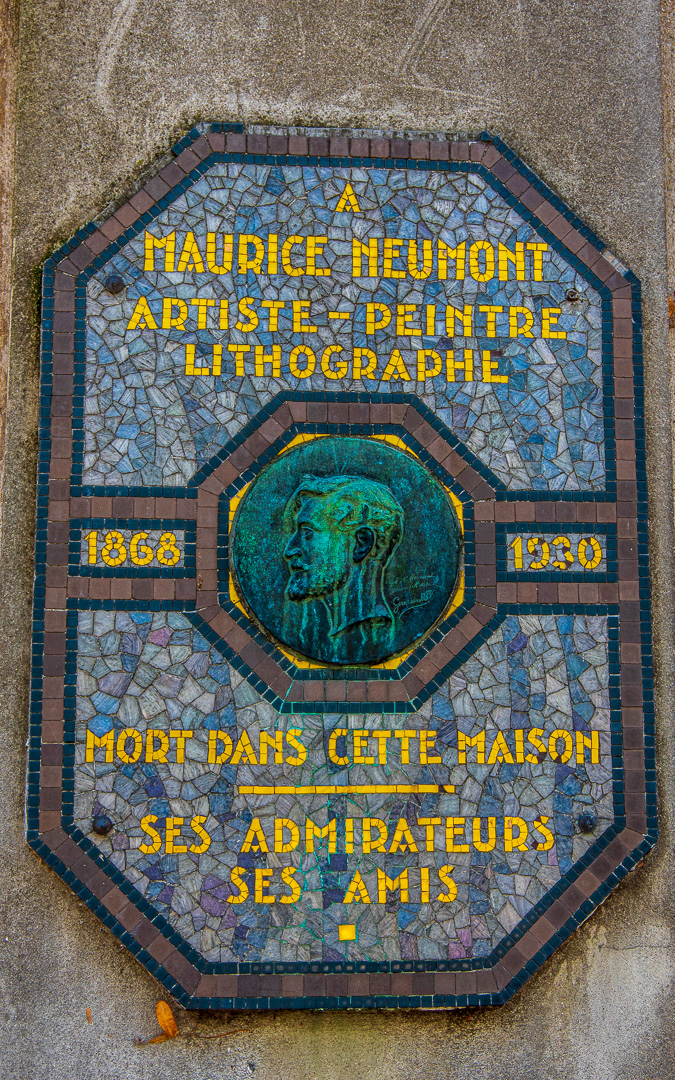 A
MAURICE NEUMONT
ARTISTE-PEINTRE
LITHOGRAPHE
1868
1930
MORT DANS CETTE MAISON
SES ADMIRATEURS
SES AMIS